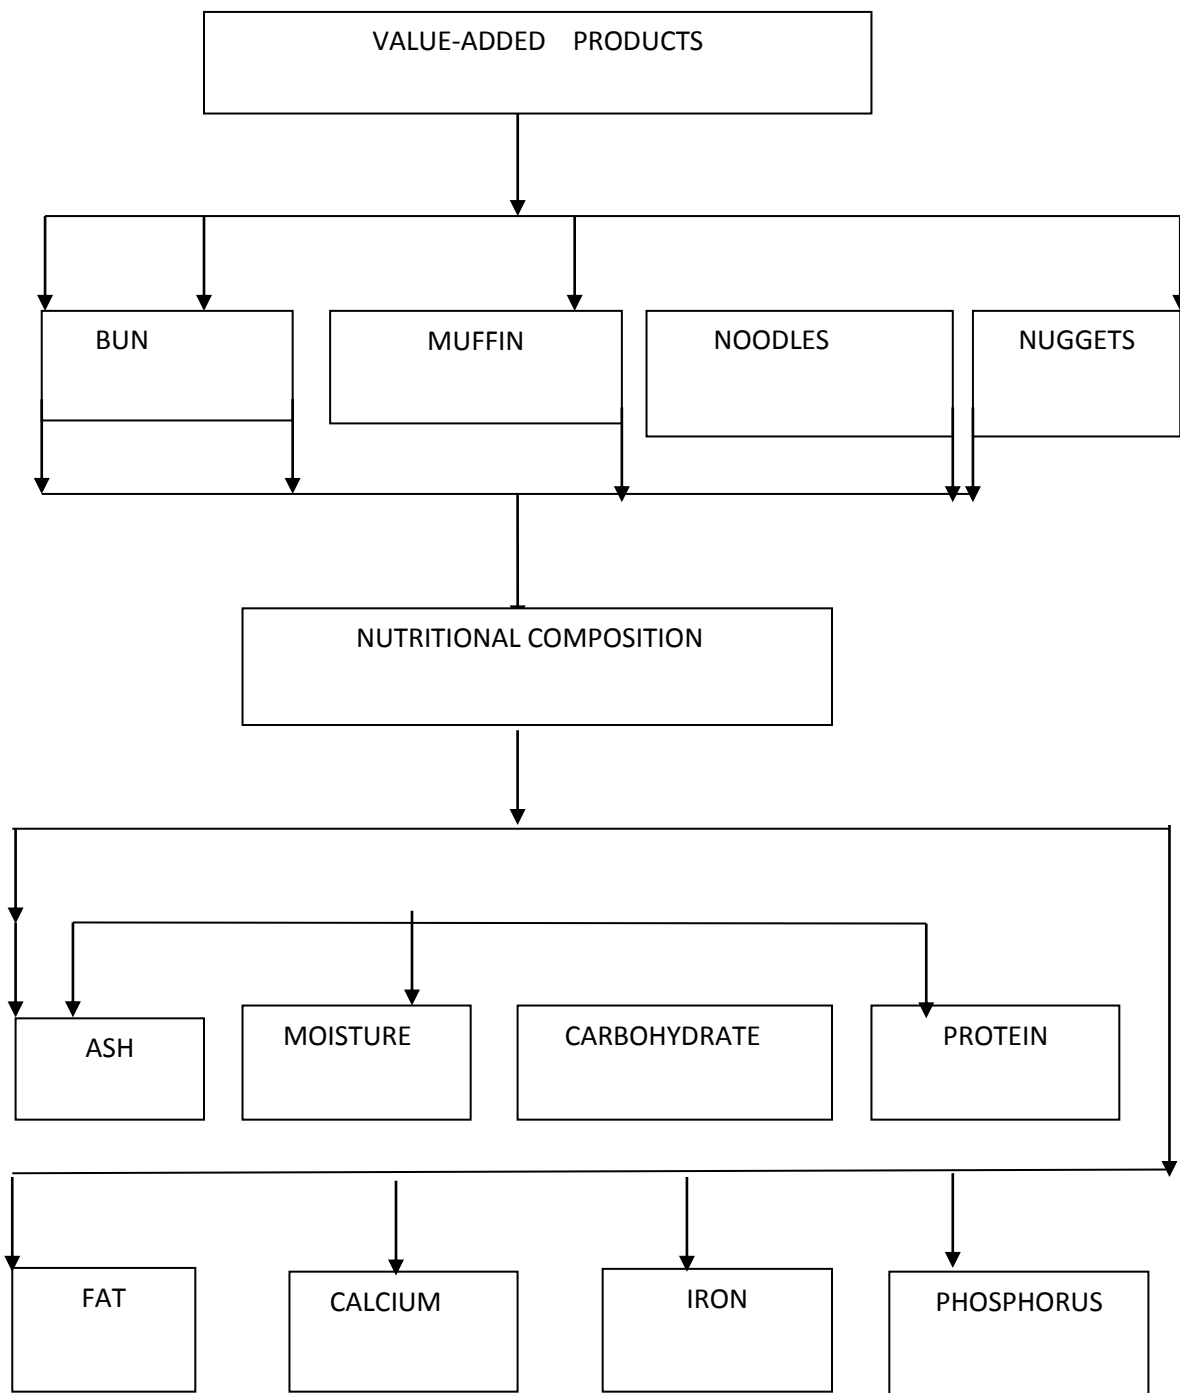 VALUE-ADDED PRODUCTS
BUN
MUFFIN
NOODLES
NUGGETS
NUTRITIONAL COMPOSITION
ASH
MOISTURE
CARBOHYDRATE
PROTEIN
FAT
CALCIUM
IRON
PHOSPHORUS